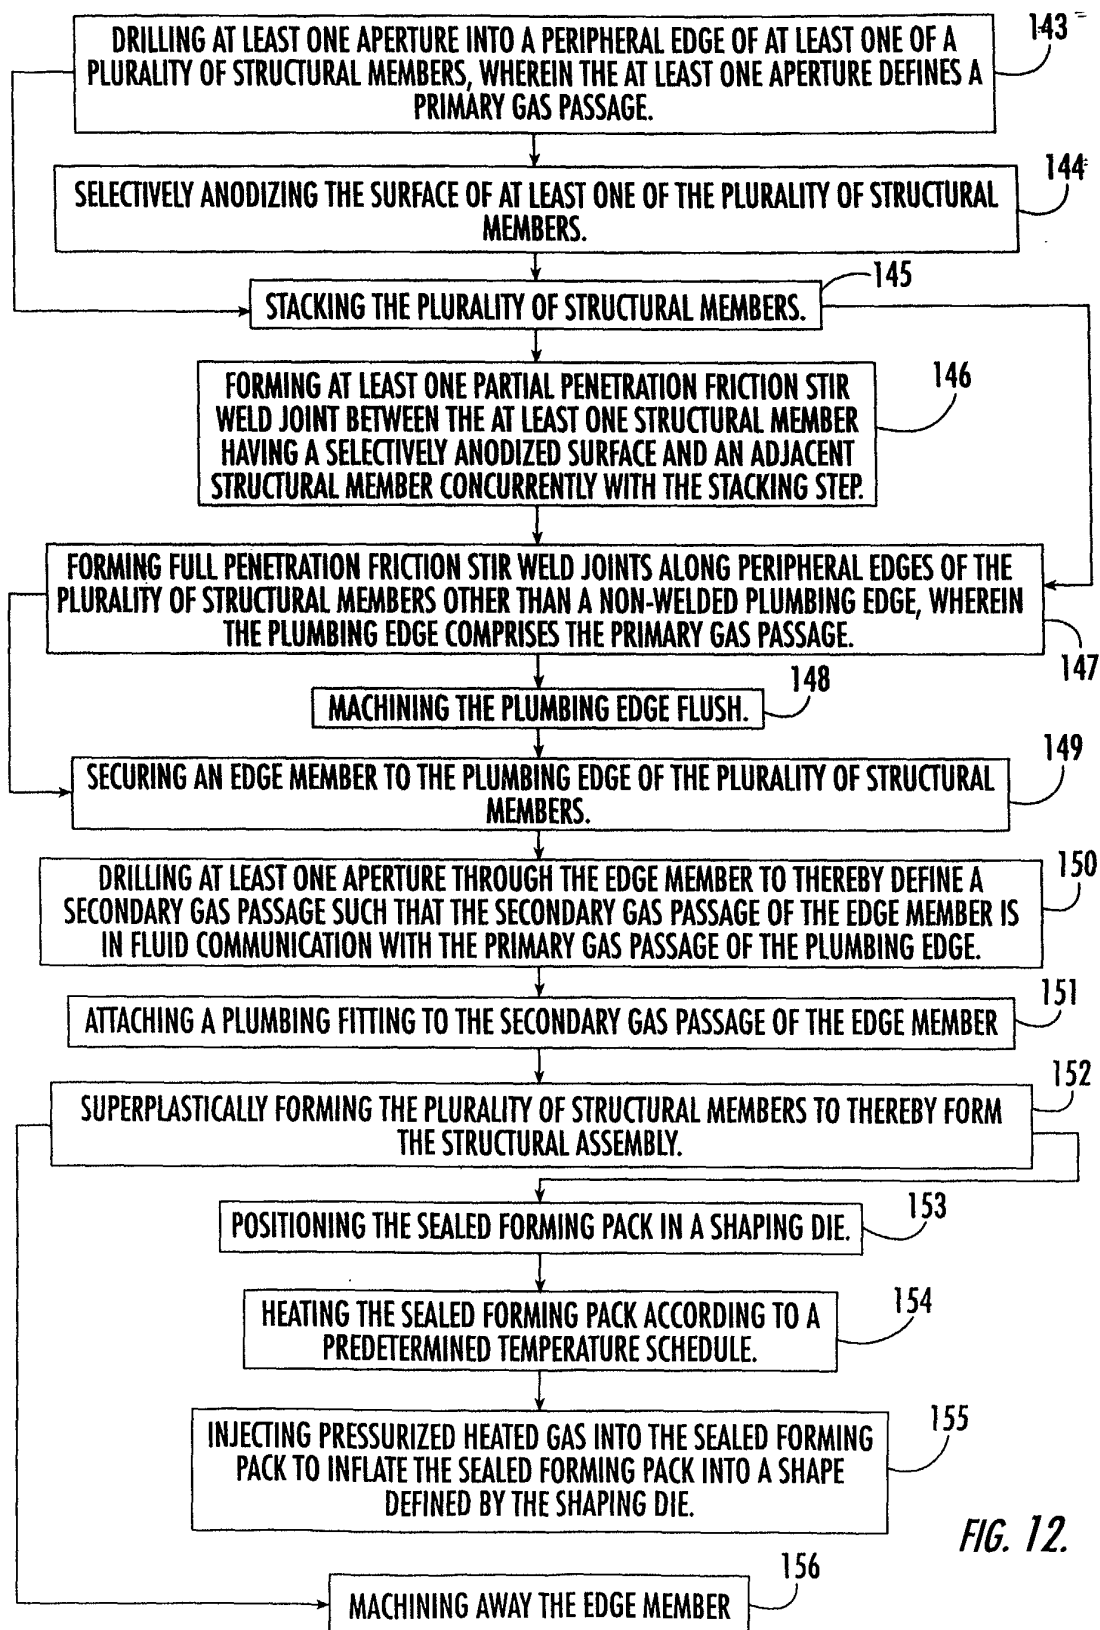 DRILLING AT LEAST ONE APERTURE INTO A PERIPHERAL EDGE OF AT LEAST ONE OF A
PLURALITY OF STRUCTURAL MEMBERS, WHEREIN THE AT LEAST ONE APERTURE DEFINES A
PRIMARY GAS PASSAGE.
143
SELECTIVELY ANODIZING THE SURFACE OF AT LEAST ONE OF THE PLURALITY OF STRUCTURAL
MEMBERS.
144
STACKING THE PLURALITY OF STRUCTURAL MEMBERS.
145
FORMING AT LEAST ONE PARTIAL PENETRATION FRICTION STIR
WELD JOINT BETWEEN THE AT LEAST ONE STRUCTURAL MEMBER
HAVING A SELECTIVELY ANODIZED SURFACE AND AN ADJACENT
STRUCTURAL MEMBER CONCURRENTLY WITH THE STACKING STEP.
146
FORMING FULL PENETRATION FRICTION STIR WELD JOINTS ALONG PERIPHERAL EDGES OF THE
PLURALITY OF STRUCTURAL MEMBERS OTHER THAN A NON-WELDED PLUMBING EDGE, WHEREIN
THE PLUMBING EDGE COMPRISES THE PRIMARY GAS PASSAGE.
147
MACHINING THE PLUMBING EDGE FLUSH.
148
SECURING AN EDGE MEMBER TO THE PLUMBING EDGE OF THE PLURALITY OF STRUCTURAL
MEMBERS.
149
DRILLING AT LEAST ONE APERTURE THROUGH THE EDGE MEMBER TO THEREBY DEFINE A
SECONDARY GAS PASSAGE SUCH THAT THE SECONDARY GAS PASSAGE OF THE EDGE MEMBER IS
IN FLUID COMMUNICATION WITH THE PRIMARY GAS PASSAGE OF THE PLUMBING EDGE.
150
ATTACHING A PLUMBING FITTING TO THE SECONDARY GAS PASSAGE OF THE EDGE MEMBER
151
SUPERPLASTICALLY FORMING THE PLURALITY OF STRUCTURAL MEMBERS TO THEREBY FORM
THE STRUCTURAL ASSEMBLY.
152
POSITIONING THE SEALED FORMING PACK IN A SHAPING DIE.
153
HEATING THE SEALED FORMING PACK ACCORDING TO A
PREDETERMINED TEMPERATURE SCHEDULE.
154
INJECTING PRESSURIZED HEATED GAS INTO THE SEALED FORMING
PACK TO INFLATE THE SEALED FORMING PACK INTO A SHAPE
DEFINED BY THE SHAPING DIE.
155
FIG. 12.
MACHINING AWAY THE EDGE MEMBER
156